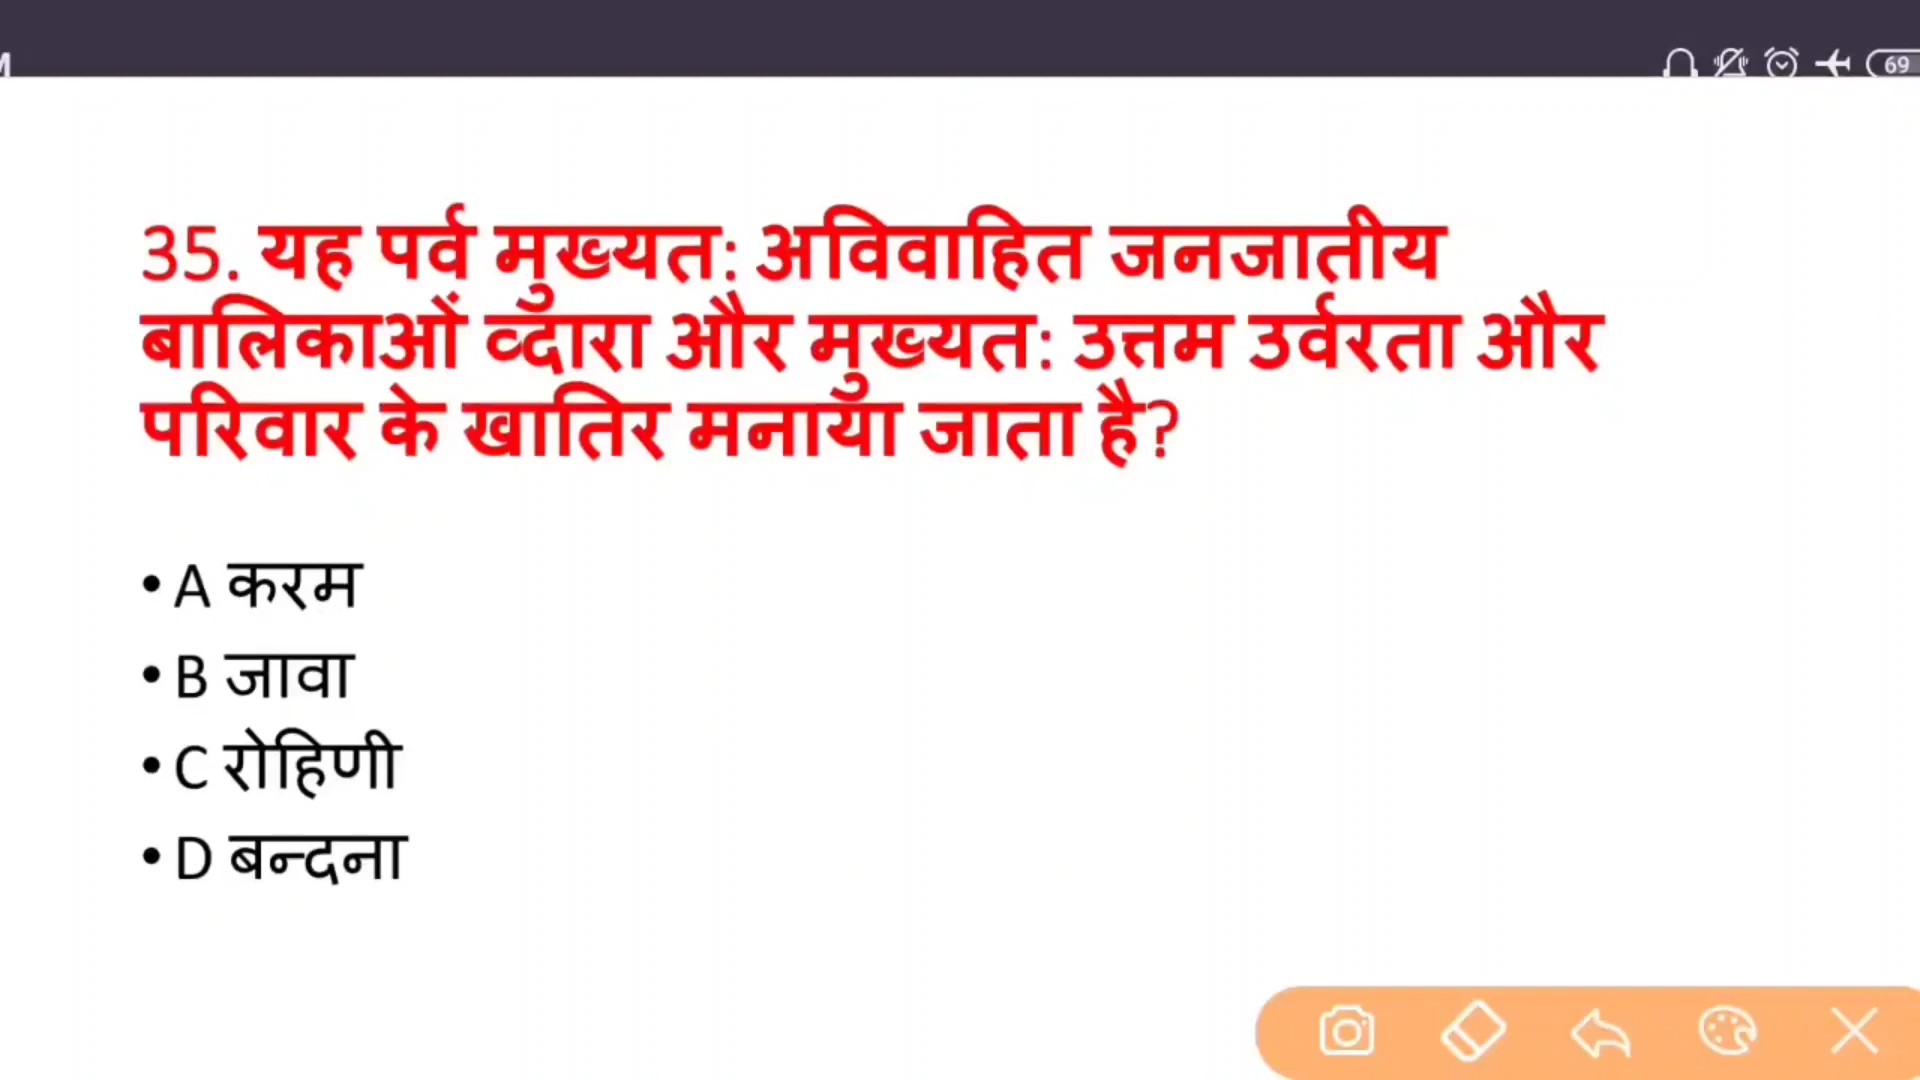 69
35. यह पर्व मुख्यत: अविवाहित जनजातीय
बालिकाओं व्दारा और मुख्यत: उत्तम उर्वरता और
परिवार के खातिर मनाया जाता है?
• A करम
• B जावा
• C रोहिणी
• D बन्दना